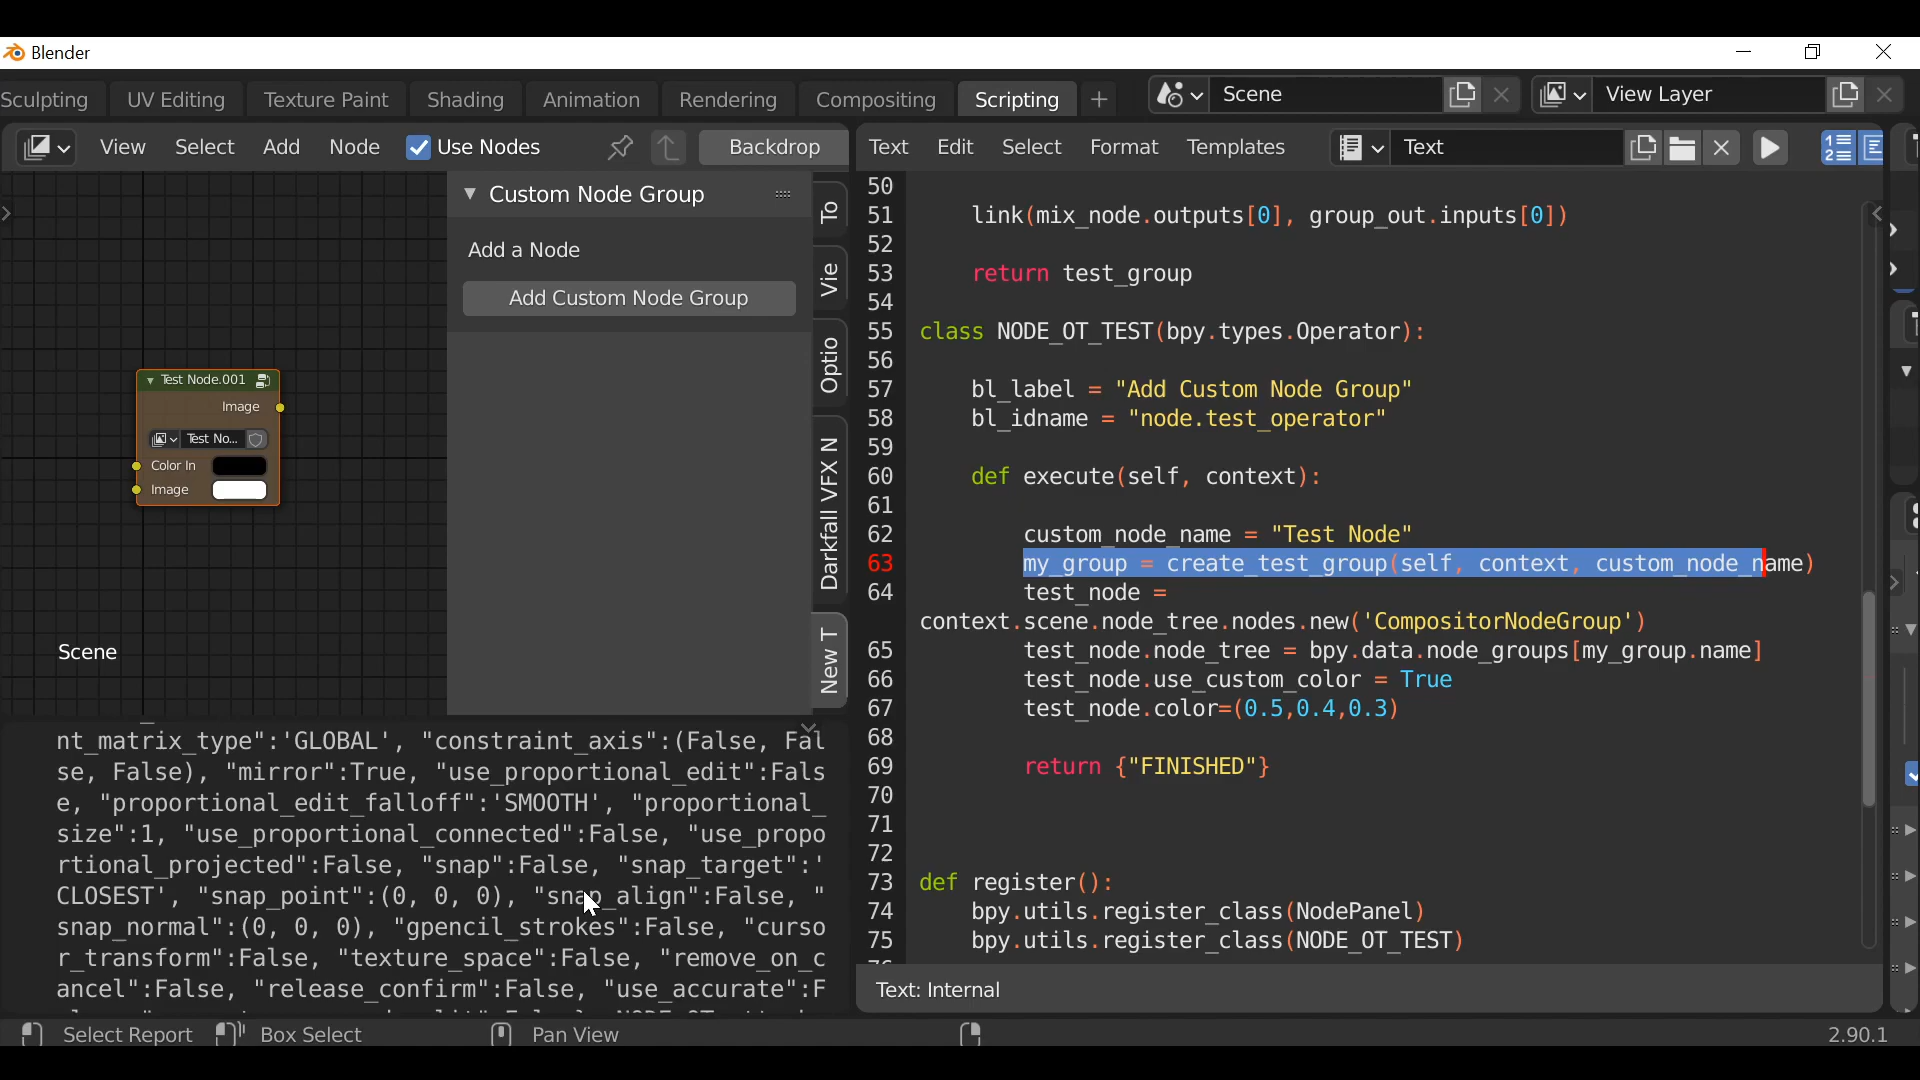 Blender
Sculpting UV Editing Texture Paint Shading Animation Rendering Compositing Scripting + Scene View Layer
View Select Add Node Use Nodes Backdrop
Text Edit Select Format Templates Text
Custom Node Group
Add a Node
Add Custom Node Group
To
Vie
Optio
Darkfall VFX N
New T
Test Node.001
Image
Test No...
Color In
Image
Scene
50
51 link(mix_node.outputs[0], group_out.inputs[0])
52
53 return test_group
54
55 class NODE_OT_TEST(bpy.types.Operator):
56
57 bl_label = "Add Custom Node Group"
58 bl_idname = "node.test_operator"
59
60 def execute(self, context):
61
62 custom_node_name = "Test Node"
63 my_group = create_test_group(self, context, custom_node_name)
64 test_node =
context.scene.node_tree.nodes.new('CompositorNodeGroup')
65 test_node.node_tree = bpy.data.node_groups[my_group.name]
66 test_node.use_custom_color = True
67 test_node.color=(0.5,0.4,0.3)
68
69 return {"FINISHED"}
70
71
72
73 def register():
74 bpy.utils.register_class(NodePanel)
75 bpy.utils.register_class(NODE_OT_TEST)
nt_matrix_type":'GLOBAL', "constraint_axis":(False, Fal
se, False), "mirror":True, "use_proportional_edit":Fals
e, "proportional_edit_falloff":'SMOOTH', "proportional_
size":1, "use_proportional_connected":False, "use_propo
rtional_projected":False, "snap":False, "snap_target":'
CLOSEST', "snap_point":(0, 0, 0), "snap_align":False, "
snap_normal":(0, 0, 0), "gpencil_strokes":False, "curso
r_transform":False, "texture_space":False, "remove_on_c
ancel":False, "release_confirm":False, "use_accurate":F
Text: Internal
Select Report Box Select Pan View 2.90.1